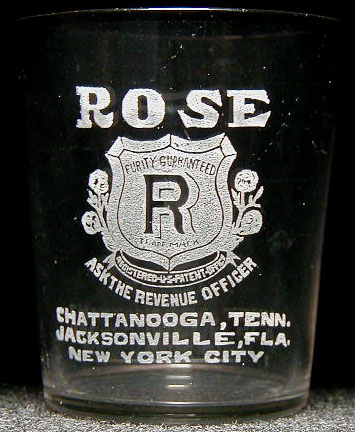 ROSE
PURITY GUARANTEED
R
TRADE MARK
REGISTERED U.S. PATENT OFFICE
ASK THE REVENUE OFFICER
CHATTANOOGA, TENN.
JACKSONVILLE, FLA.
NEW YORK CITY